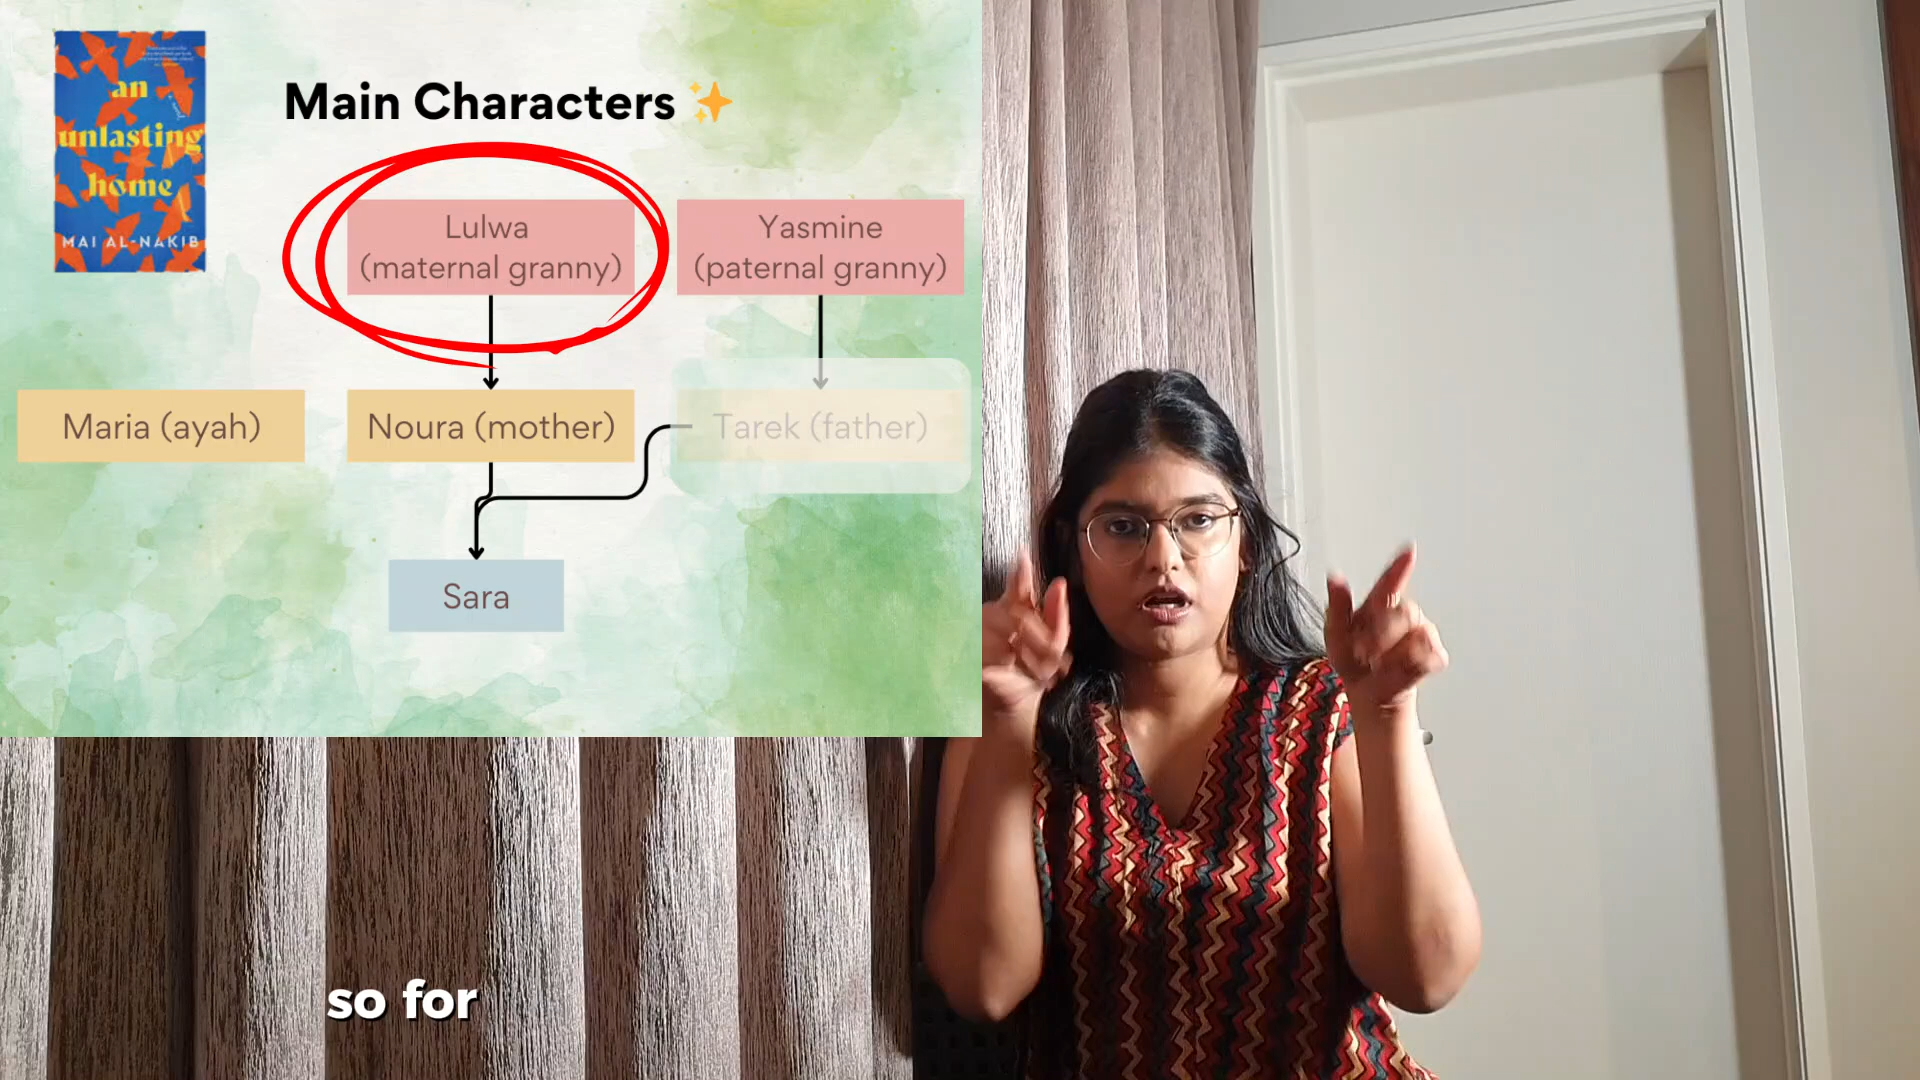 an
unlasting
home
MAI AL-NAKIB
Main Characters
Lulwa
(maternal granny)
Yasmine
(paternal granny)
Maria (ayah)
Noura (mother)
Tarek (father)
Sara
so for